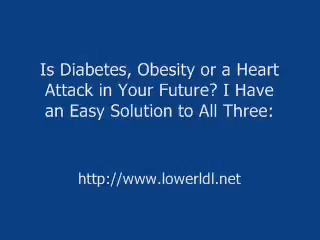 Is Diabetes, Obesity or a Heart
Attack in Your Future? I Have
an Easy Solution to All Three:
http://www.lowerldl.net